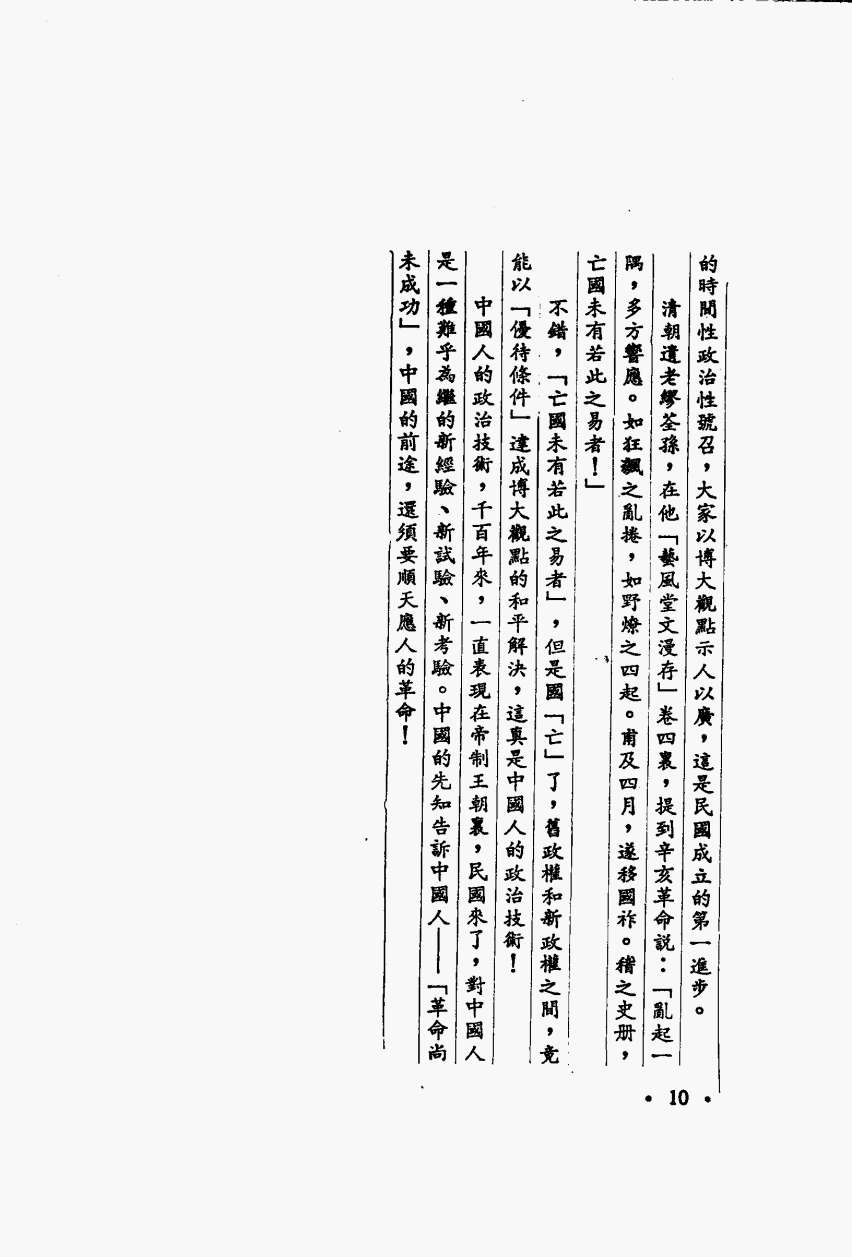 的時間性政治性號召，大家以博大觀點示人以廣，這是民國成立的第一進步。
清朝遺老繆荃孫，在他「藝風堂文漫存」卷四裏，提到辛亥革命說：「亂起一
隅，多方響應。如狂飆之亂捲，如野燎之四起。甫及四月，遂移國祚。稽之史册，
亡國未有若此之易者！」
不錯，「亡國未有若此之易者」，但是國「亡」了，舊政權和新政權之間，竟
能以「優待條件」達成博大觀點的和平解決，這真是中國人的政治技術！
中國人的政治技術，千百年來，一直表現在帝制王朝裏，民國來了，對中國人
是一種難乎為繼的新經驗、新試驗、新考驗。中國的先知告訴中國人——「革命尚
未成功」，中國的前途，還須要順天應人的革命！
• 10 •